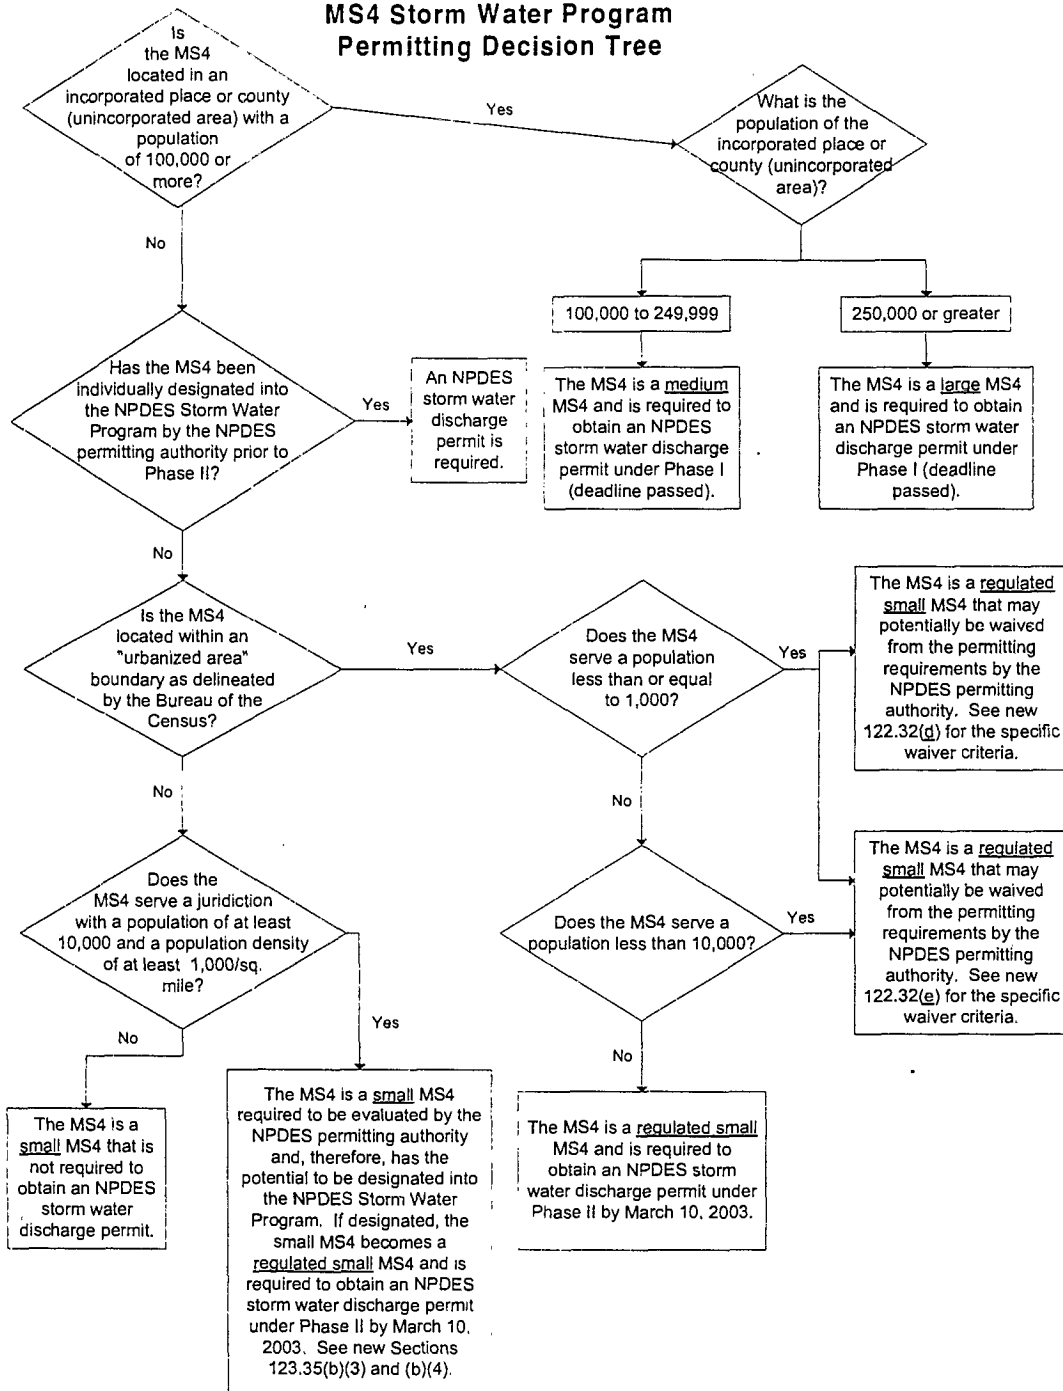 MS4 Storm Water Program
Permitting Decision Tree
Is
the MS4
located in an
incorporated place or county
(unincorporated area) with a
population
of 100,000 or
more?
Yes
What is the
population of the
incorporated place or
county (unincorporated
area)?
No
100,000 to 249,999
250,000 or greater
Has the MS4 been
individually designated into
the NPDES Storm Water
Program by the NPDES
permitting authority prior to
Phase II?
Yes
An NPDES
storm water
discharge
permit is
required.
The MS4 is a medium
MS4 and is required to
obtain an NPDES
storm water discharge
permit under Phase I
(deadline passed).
The MS4 is a large MS4
and is required to obtain
an NPDES storm water
discharge permit under
Phase I (deadline
passed).
No
Is the MS4
located within an
"urbanized area"
boundary as delineated
by the Bureau of the
Census?
Yes
Does the MS4
serve a population
less than or equal
to 1,000?
Yes
The MS4 is a regulated
small MS4 that may
potentially be waived
from the permitting
requirements by the
NPDES permitting
authority. See new
122.32(d) for the specific
waiver criteria.
No
No
Does the
MS4 serve a juridiction
with a population of at least
10,000 and a population density
of at least 1,000/sq.
mile?
Does the MS4 serve a
population less than 10,000?
Yes
The MS4 is a regulated
small MS4 that may
potentially be waived
from the permitting
requirements by the
NPDES permitting
authority. See new
122.32(e) for the specific
waiver criteria.
No
Yes
No
The MS4 is a
small MS4 that is
not required to
obtain an NPDES
storm water
discharge permit.
The MS4 is a small MS4
required to be evaluated by the
NPDES permitting authority
and, therefore, has the
potential to be designated into
the NPDES Storm Water
Program. If designated, the
small MS4 becomes a
regulated small MS4 and is
required to obtain an NPDES
storm water discharge permit
under Phase II by March 10,
2003. See new Sections
123.35(b)(3) and (b)(4).
The MS4 is a regulated small
MS4 and is required to
obtain an NPDES storm
water discharge permit under
Phase II by March 10, 2003.